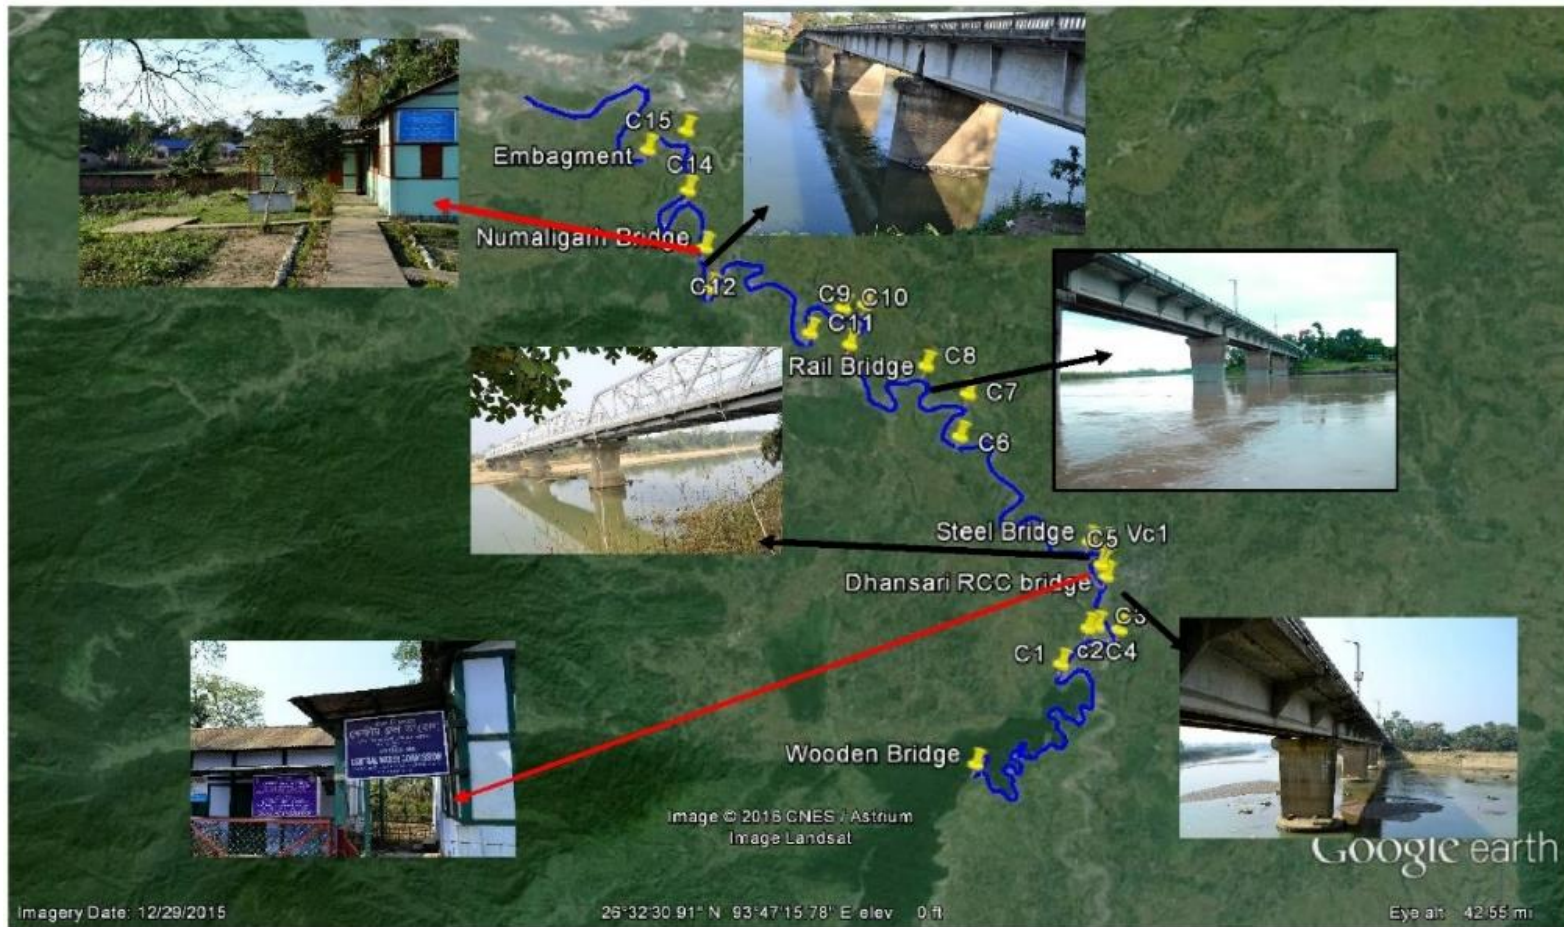 C15
Embagment
C14
Numaligarh Bridge
C12
C9
C10
C11
Rail Bridge
C8
C7
C6
Steel Bridge
C5
Vc1
Dhansari RCC bridge
C3
C1
c2
C4
Wooden Bridge
CENTRAL WATER COMMISSION
Image © 2016 CNES / Astrium
Image Landsat
Google earth
Imagery Date: 12/29/2015
26°32'30.91" N 93°47'15.78" E elev 0 ft
Eye alt 42.55 mi